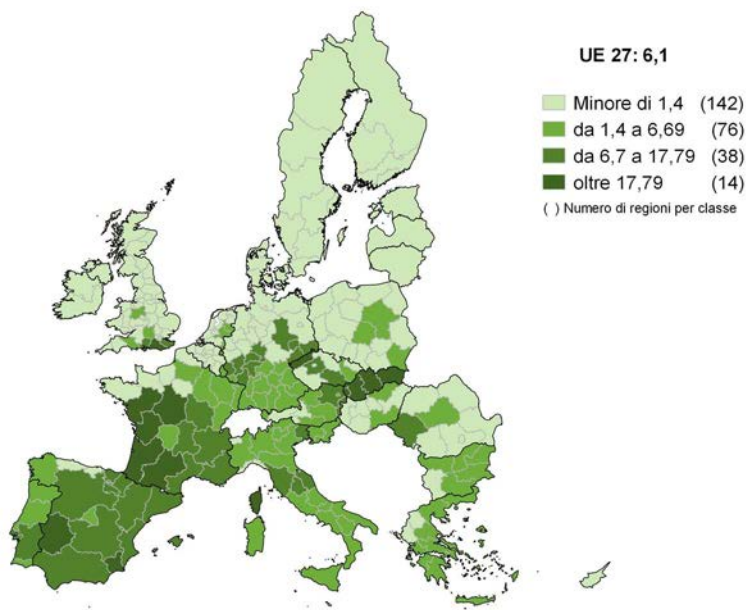 UE 27: 6,1
Minore di 1,4 (142)
da 1,4 a 6,69 (76)
da 6,7 a 17,79 (38)
oltre 17,79 (14)
( ) Numero di regioni per classe